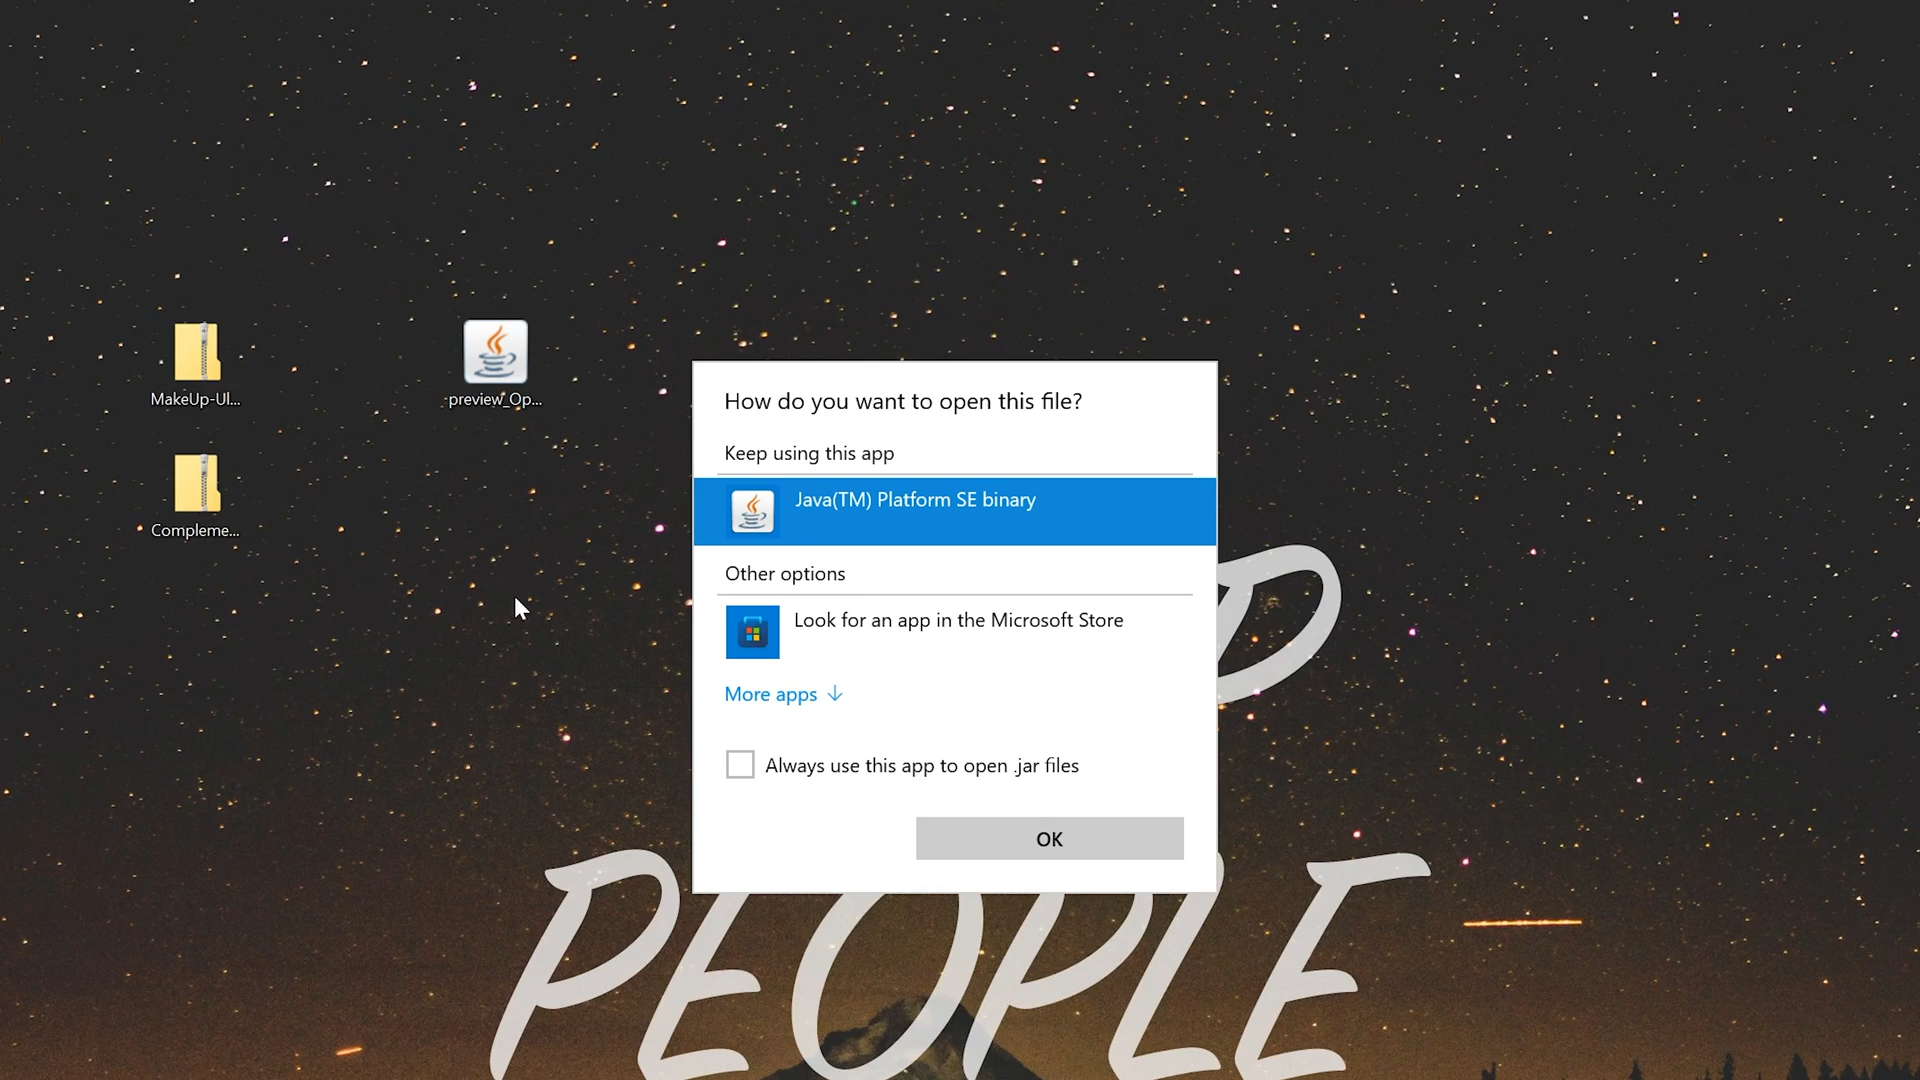 MakeUp-Ul...
preview_Op...
Compleme...
How do you want to open this file?
Keep using this app
Java(TM) Platform SE binary
Other options
Look for an app in the Microsoft Store
More apps
Always use this app to open .jar files
OK
PEOPLE